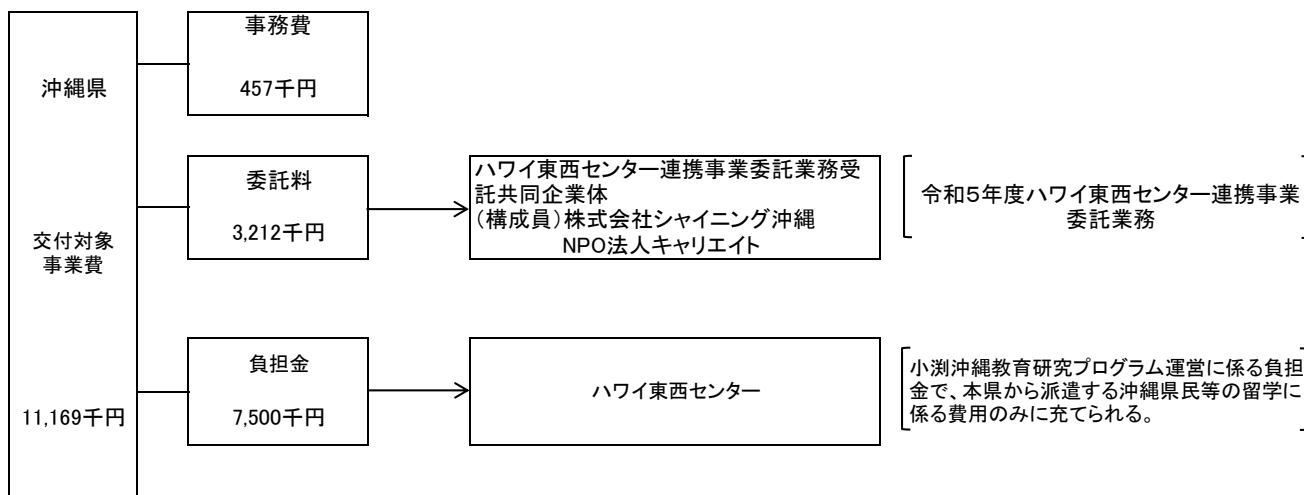 沖縄県
交付対象
事業費
11,169千円
事務費
457千円
委託料
3,212千円
ハワイ東西センター連携事業委託業務受
託共同企業体
（構成員）株式会社シャイニング沖縄
NPO法人キャリエイト
令和5年度ハワイ東西センター連携事業
委託業務
負担金
7,500千円
ハワイ東西センター
小渕沖縄教育研究プログラム運営に係る負担
金で、本県から派遣する沖縄県民等の留学に
係る費用のみに充てられる。